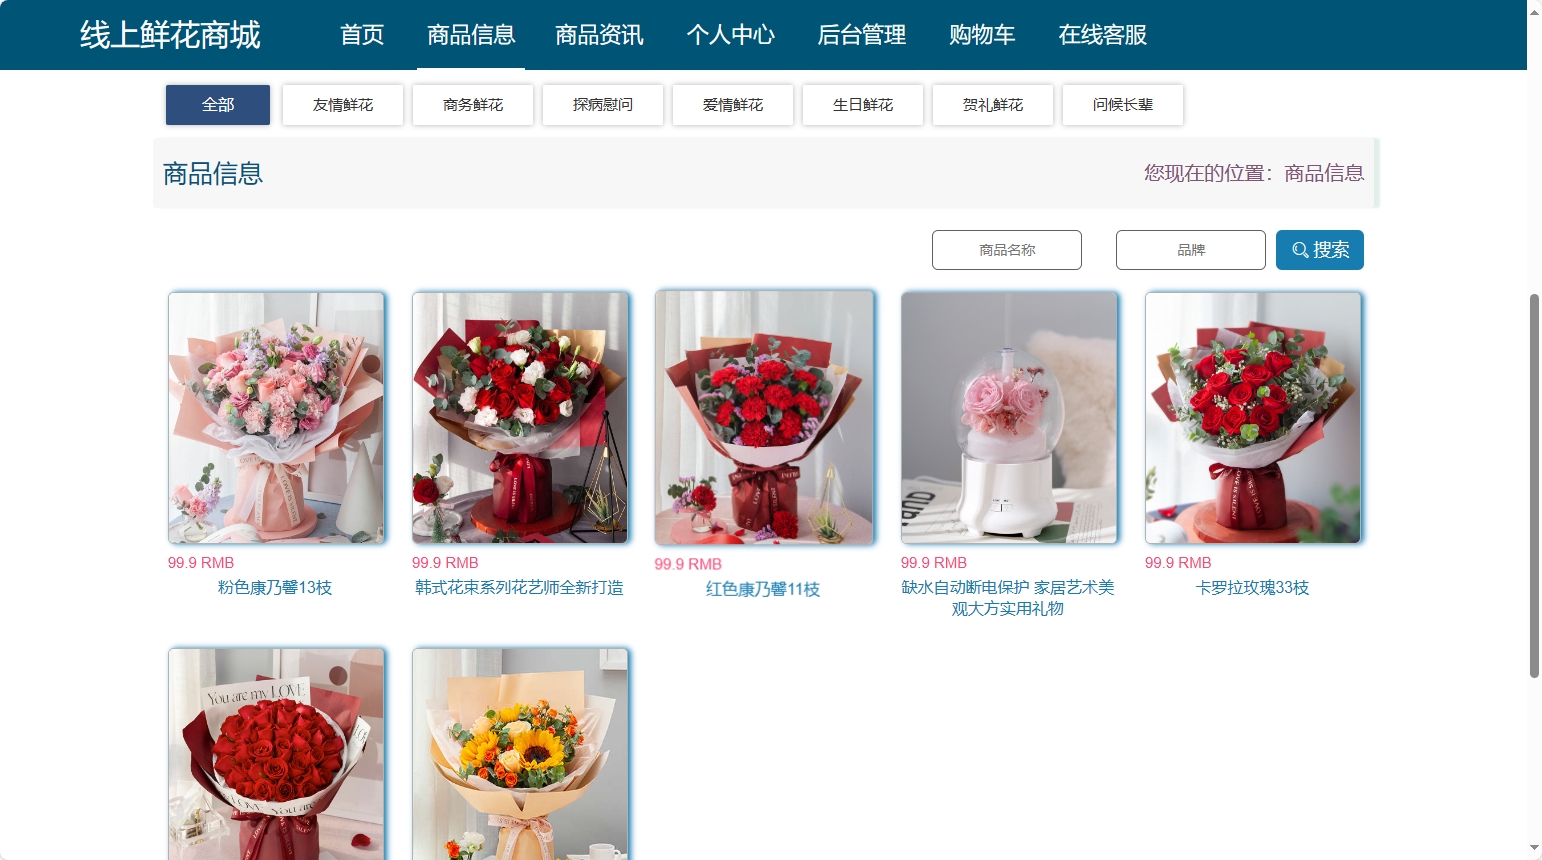 线上鲜花商城 首页 商品信息 商品资讯 个人中心 后台管理 购物车 在线客服
全部 友情鲜花 商务鲜花 探病慰问 爱情鲜花 生日鲜花 贺礼鲜花 问候长辈
商品信息 您现在的位置：商品信息
商品名称 品牌 搜索
99.9 RMB 99.9 RMB 99.9 RMB 99.9 RMB 99.9 RMB
粉色康乃馨13枝 韩式花束系列花艺师全新打造 红色康乃馨11枝 缺水自动断电保护 家居艺术美 卡罗拉玫瑰33枝
观大方实用礼物
You are my LOVE